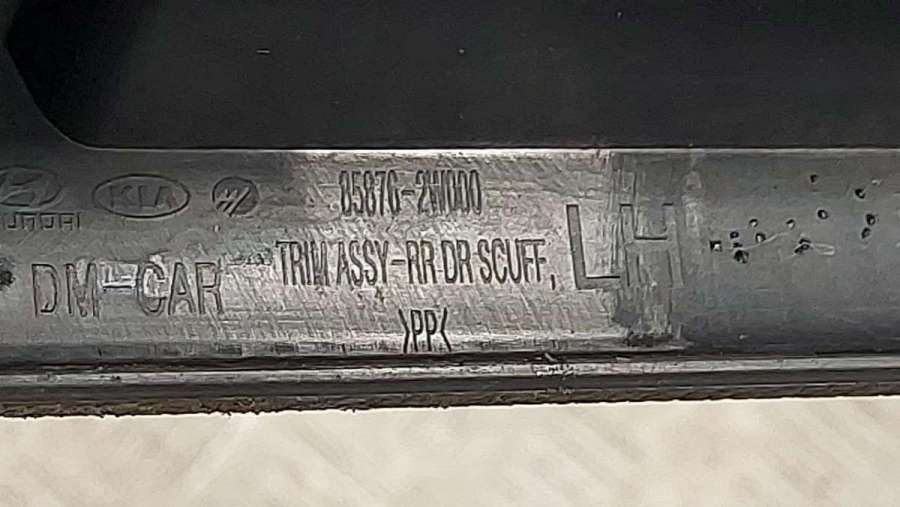 HYUNDAI KIA
85876-2W000
TRIM ASSY-RR DR SCUFF, LH
DM-CAR
>PP<